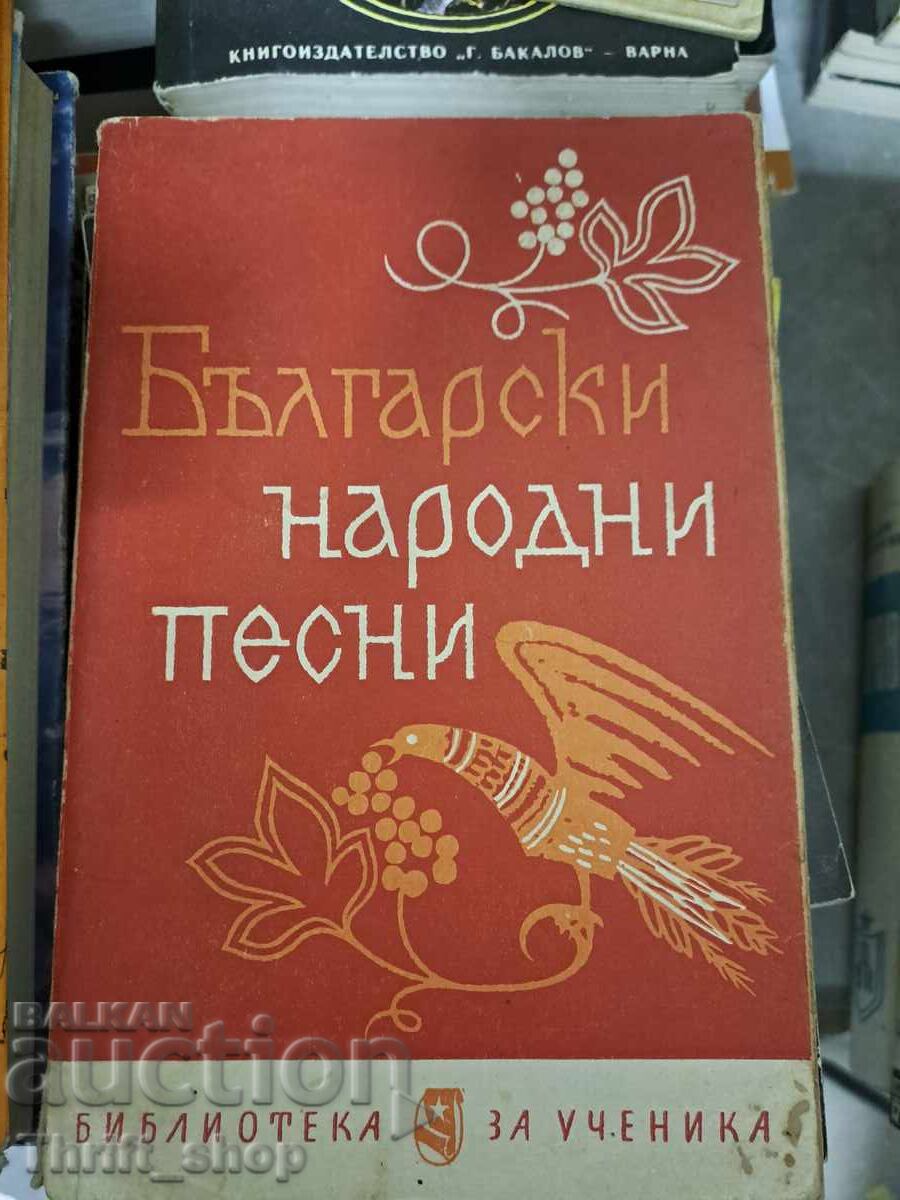 КНИГОИЗДАТЕЛСТВО „Г. БАКАЛОВ" – ВАРНА
Български
народни
песни
BALKAN
auction
БИБЛИОТЕКА ЗА УЧЕНИКА
Thrift_shop